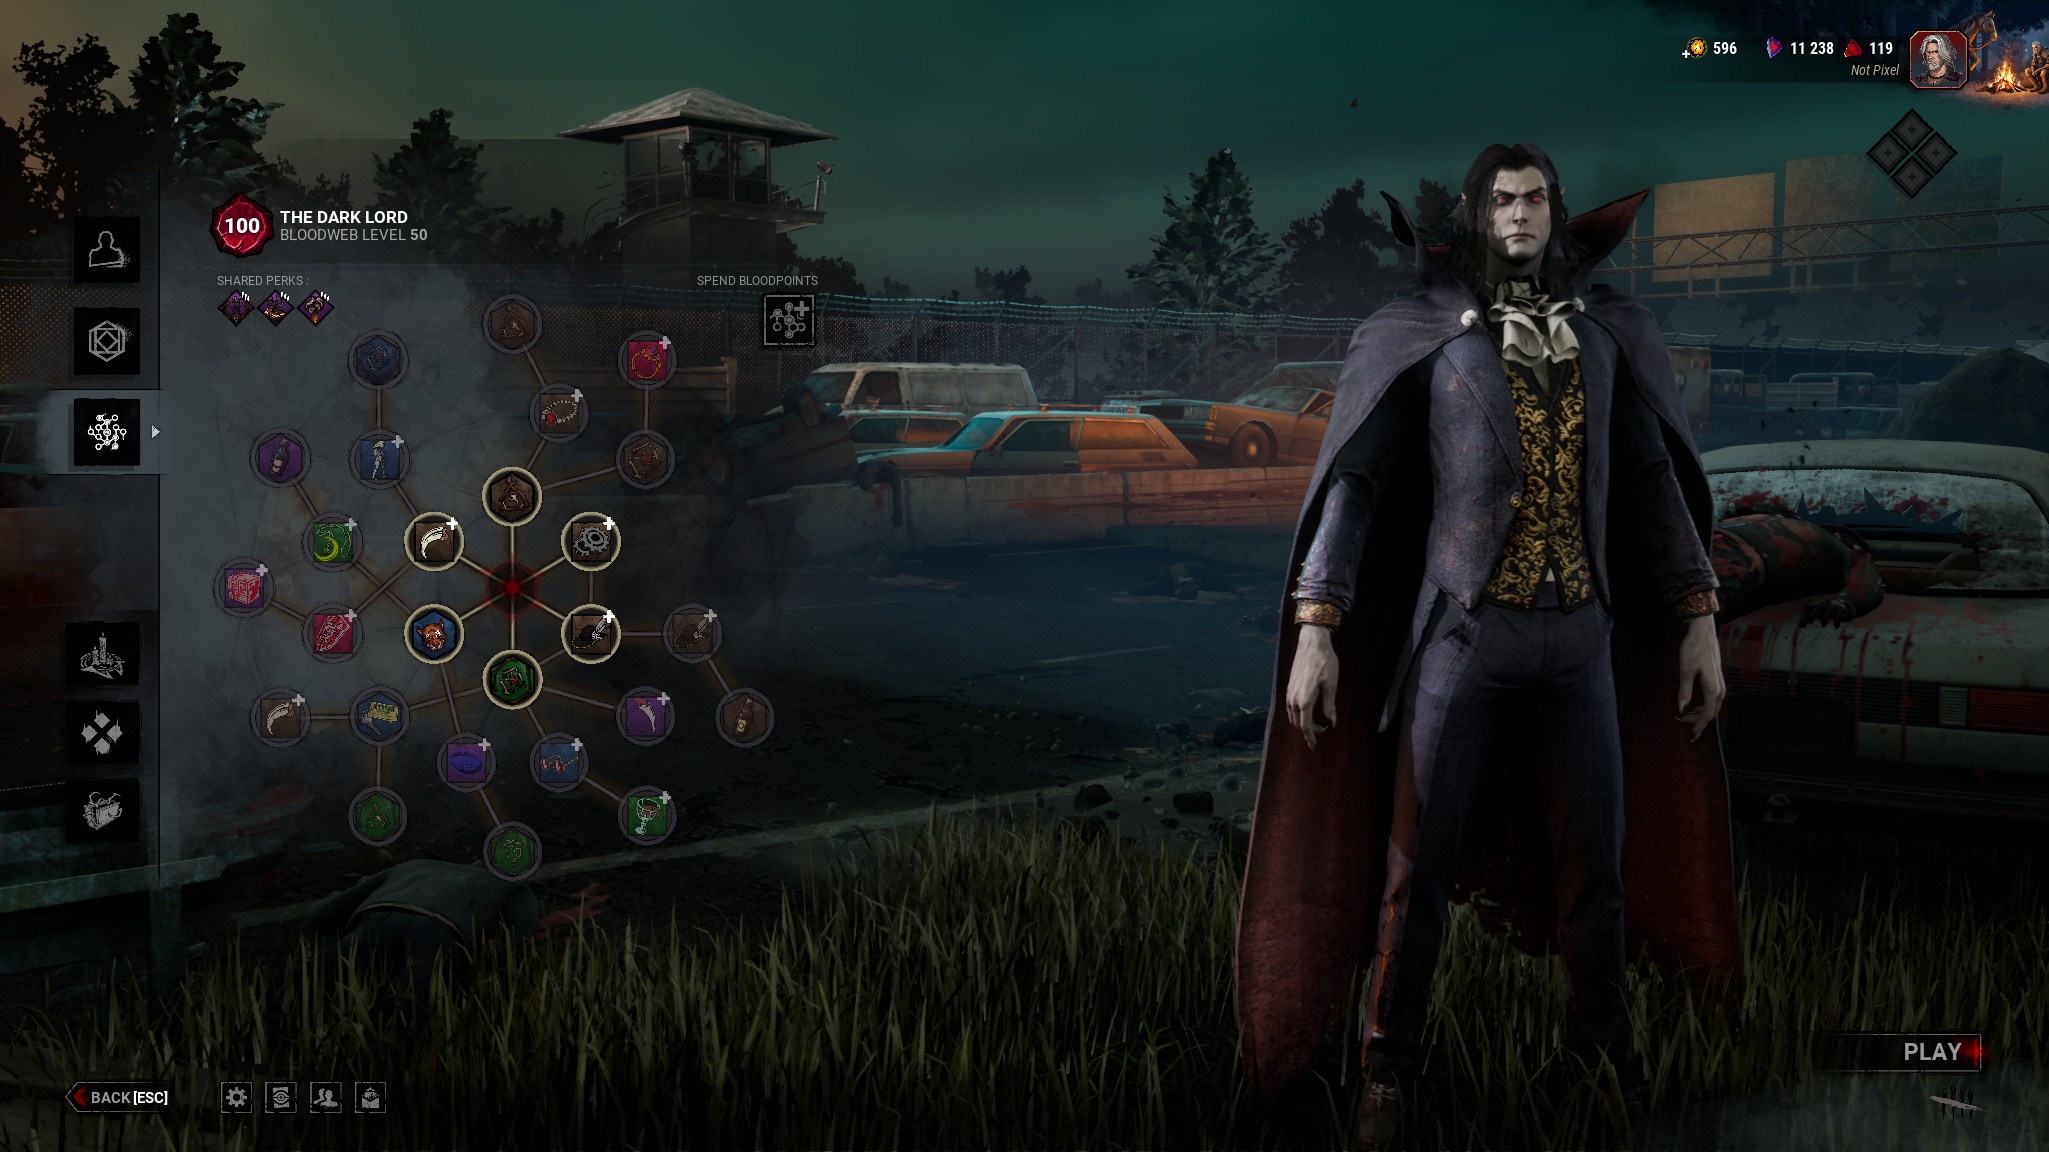 596 11 238 119
Not Pixel
100 THE DARK LORD
BLOODWEB LEVEL 50
SHARED PERKS :
SPEND BLOODPOINTS
PLAY
BACK [ESC]